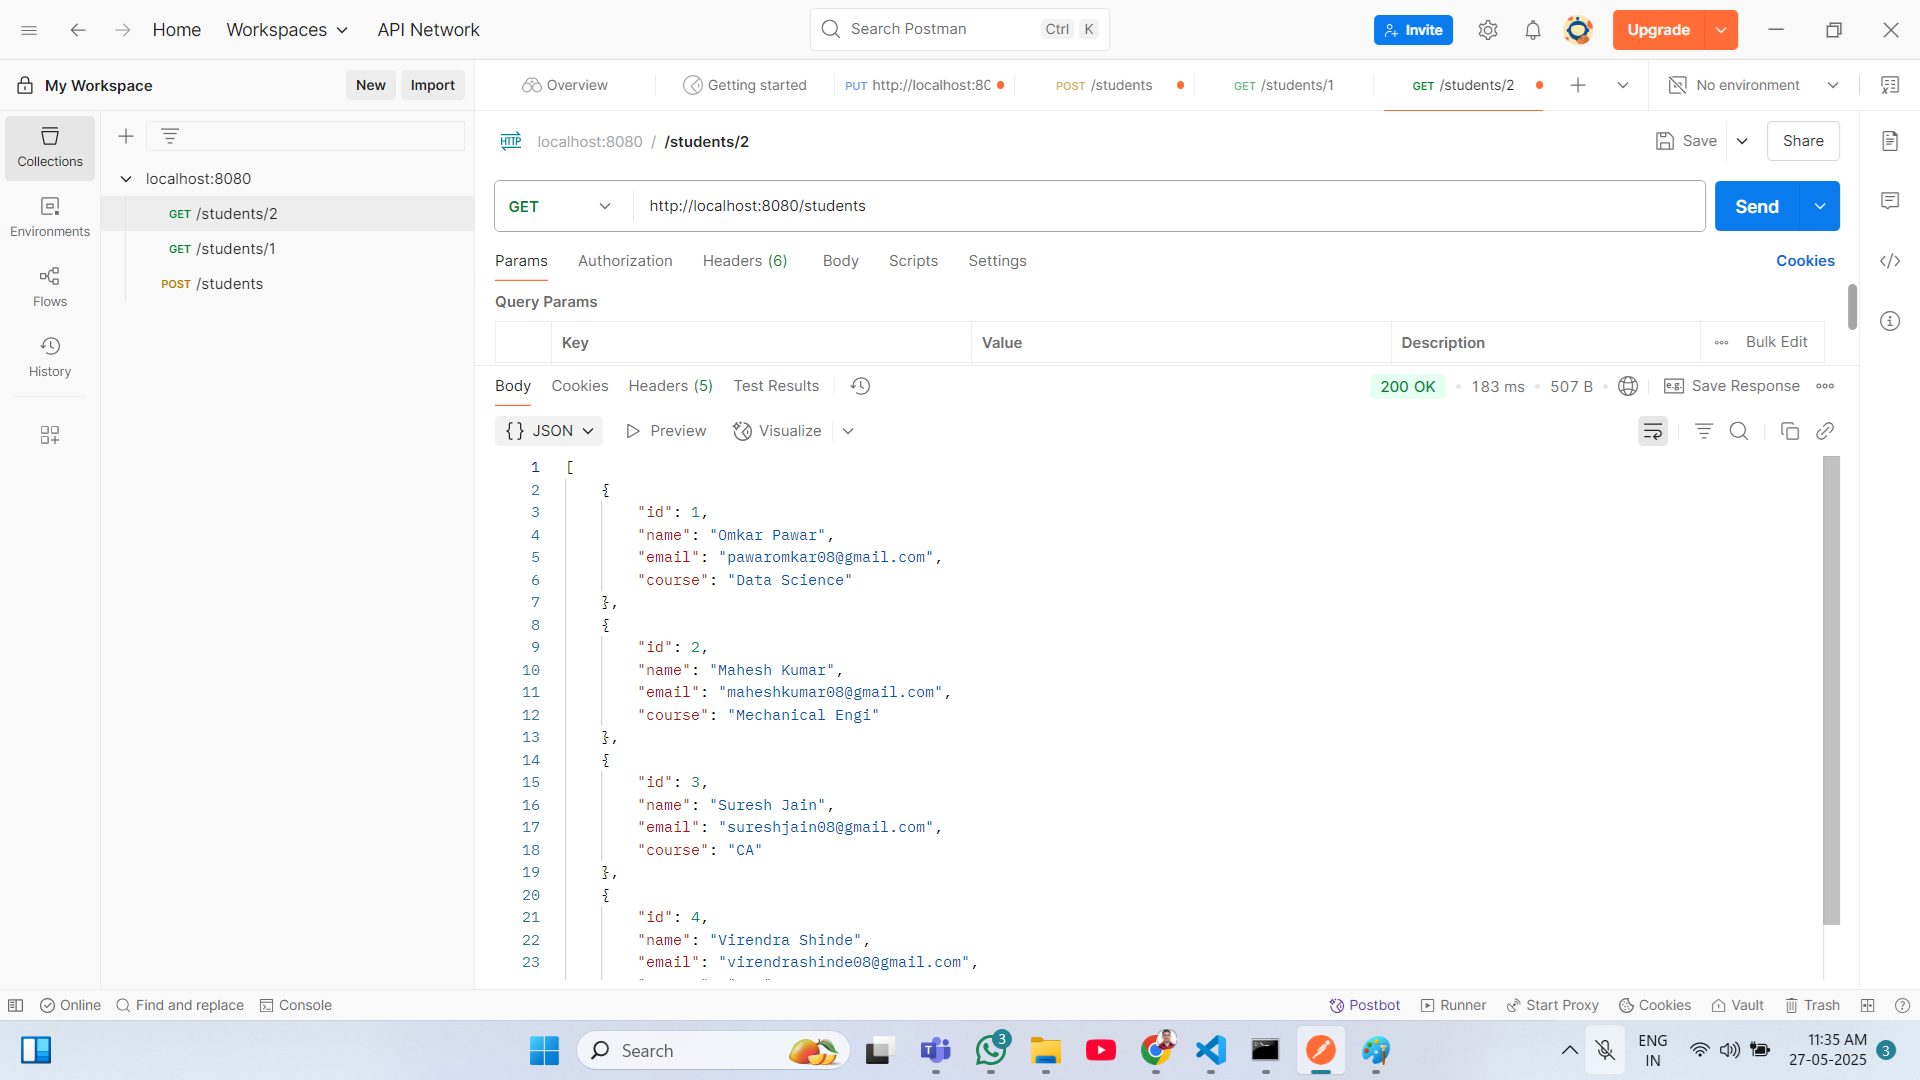 Home
Workspaces
API Network
Search Postman
Ctrl K
Invite
Upgrade
My Workspace
New
Import
Overview
Getting started
PUT http://localhost:80
POST /students
GET /students/1
GET /students/2
No environment
Collections
Environments
Flows
History
localhost:8080
GET /students/2
GET /students/1
POST /students
HTTP localhost:8080 / /students/2
Save
Share
GET
http://localhost:8080/students
Send
Params
Authorization
Headers (6)
Body
Scripts
Settings
Cookies
Query Params
Key
Value
Description
Bulk Edit
Body
Cookies
Headers (5)
Test Results
200 OK
183 ms
507 B
e.g. Save Response
{} JSON
Preview
Visualize
1 [
2 {
3 "id": 1,
4 "name": "Omkar Pawar",
5 "email": "pawaromkar08@gmail.com",
6 "course": "Data Science"
7 },
8 {
9 "id": 2,
10 "name": "Mahesh Kumar",
11 "email": "maheshkumar08@gmail.com",
12 "course": "Mechanical Engi"
13 },
14 {
15 "id": 3,
16 "name": "Suresh Jain",
17 "email": "sureshjain08@gmail.com",
18 "course": "CA"
19 },
20 {
21 "id": 4,
22 "name": "Virendra Shinde",
23 "email": "virendrashinde08@gmail.com",
Online
Find and replace
Console
Postbot
Runner
Start Proxy
Cookies
Vault
Trash
Search
3
ENG
IN
11:35 AM
27-05-2025
3